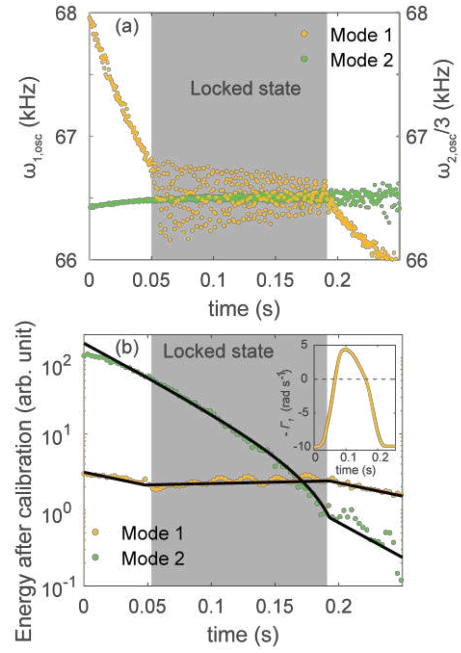 68
(a)
Mode 1
Mode 2
68
Locked state
67
67
66
66
ω1,osc (kHz)
ω2,osc/3 (kHz)
0
0.05
0.1
0.15
0.2
time (s)
(b)
Locked state
10²
10¹
10⁰
10⁻¹
Energy after calibration (arb. unit)
- Γ₁ (rad s⁻¹)
5
0
-5
-10
0
0.1
0.2
time (s)
Mode 1
Mode 2
0
0.05
0.1
0.15
0.2
time (s)